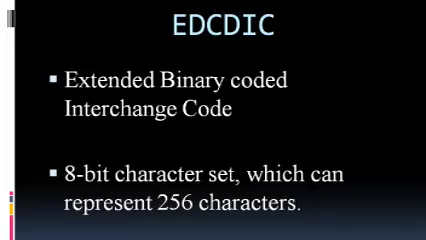 EDCDIC
▪ Extended Binary coded
Interchange Code
▪ 8-bit character set, which can
represent 256 characters.